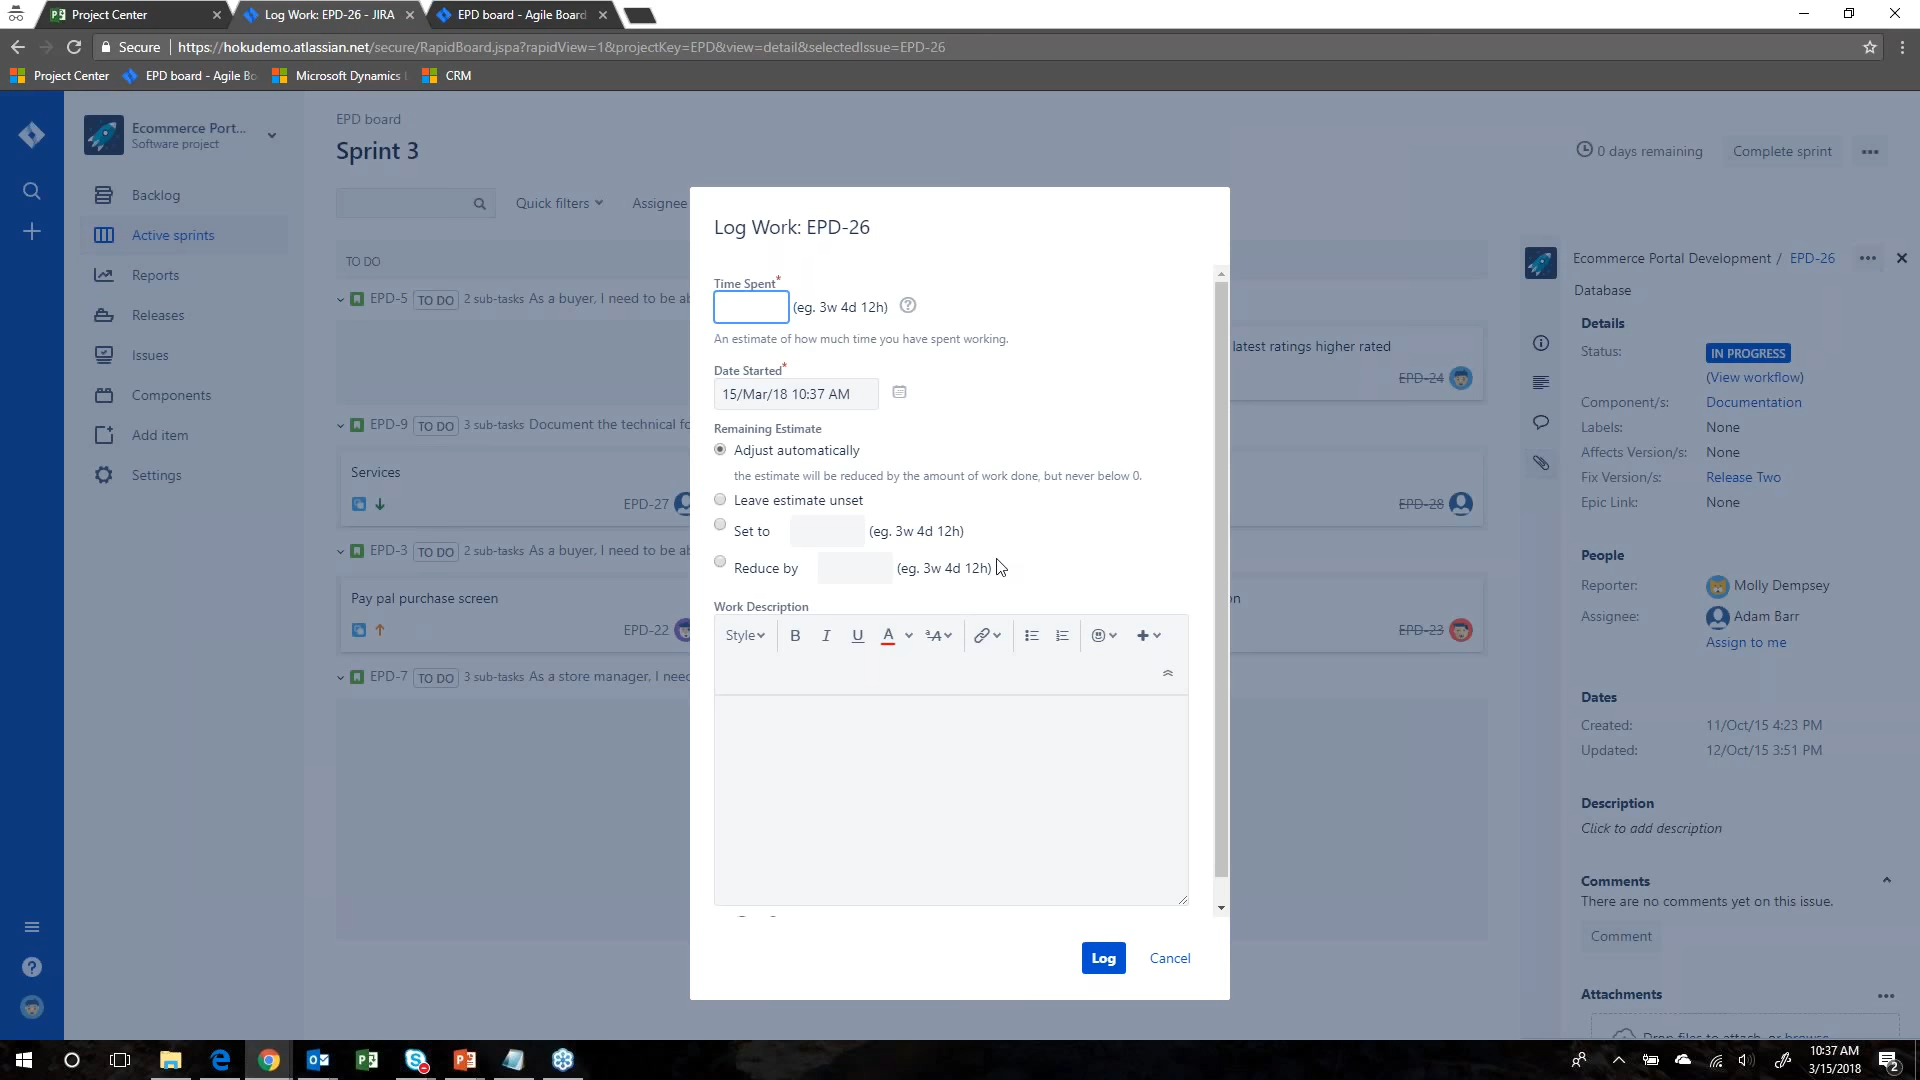 Project Center
Log Work: EPD-26 - JIRA
EPD board - Agile Board
Secure
https://hokudemo.atlassian.net/secure/RapidBoard.jspa?rapidView=1&projectKey=EPD&view=detail&selectedIssue=EPD-26
Project Center
EPD board - Agile Bo
Microsoft Dynamics
CRM
Ecommerce Port...
Software project
Backlog
Active sprints
Reports
Releases
Issues
Components
Add item
Settings
EPD board
Sprint 3
0 days remaining
Complete sprint
Quick filters
Assignee
TO DO
EPD-5 TO DO 2 sub-tasks As a buyer, I need to be ab
latest ratings higher rated
EPD-24
EPD-9 TO DO 3 sub-tasks Document the technical fo
Services
EPD-27
EPD-28
EPD-3 TO DO 2 sub-tasks As a buyer, I need to be ab
Pay pal purchase screen
EPD-22
EPD-23
EPD-7 TO DO 3 sub-tasks As a store manager, I nee
Log Work: EPD-26
Time Spent*
(eg. 3w 4d 12h)
An estimate of how much time you have spent working.
Date Started*
15/Mar/18 10:37 AM
Remaining Estimate
Adjust automatically
the estimate will be reduced by the amount of work done, but never below 0.
Leave estimate unset
Set to (eg. 3w 4d 12h)
Reduce by (eg. 3w 4d 12h)
Work Description
Style B I U A ªA
Log
Cancel
Ecommerce Portal Development / EPD-26
Database
Details
Status: IN PROGRESS
(View workflow)
Component/s: Documentation
Labels: None
Affects Version/s: None
Fix Version/s: Release Two
Epic Link: None
People
Reporter: Molly Dempsey
Assignee: Adam Barr
Assign to me
Dates
Created: 11/Oct/15 4:23 PM
Updated: 12/Oct/15 3:51 PM
Description
Click to add description
Comments
There are no comments yet on this issue.
Comment
Attachments
Drop files to attach, or browse
10:37 AM
3/15/2018
2